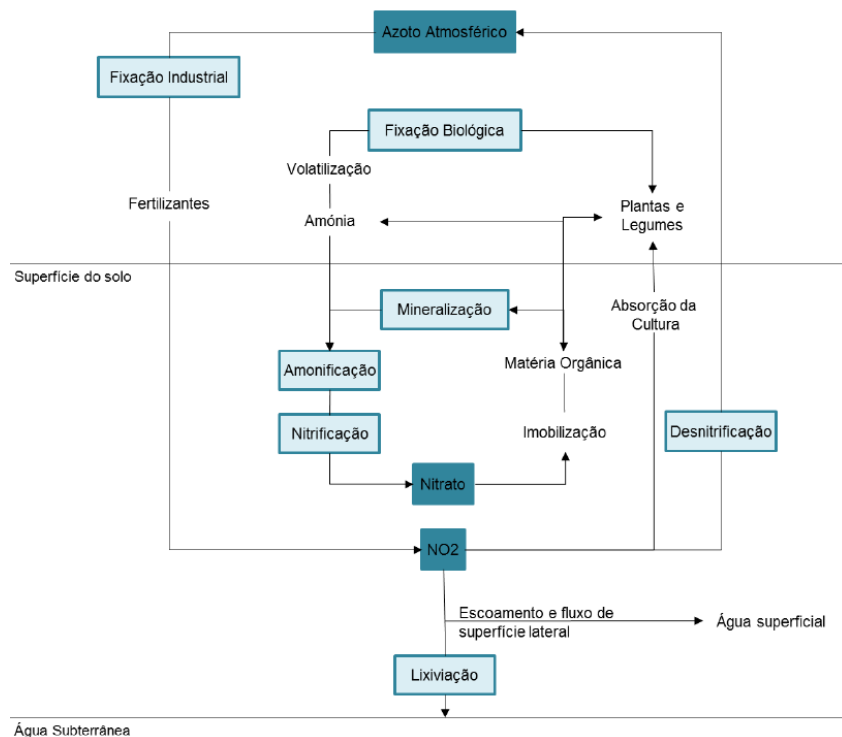 Azoto Atmosférico
Fixação Industrial
Fixação Biológica
Volatilização
Fertilizantes
Amónia
Plantas e
Legumes
Superfície do solo
Mineralização
Absorção da
Cultura
Amonificação
Matéria Orgânica
Nitrificação
Imobilização
Desnitrificação
Nitrato
NO2
Escoamento e fluxo de
superfície lateral
Água superficial
Lixiviação
Água Subterrânea